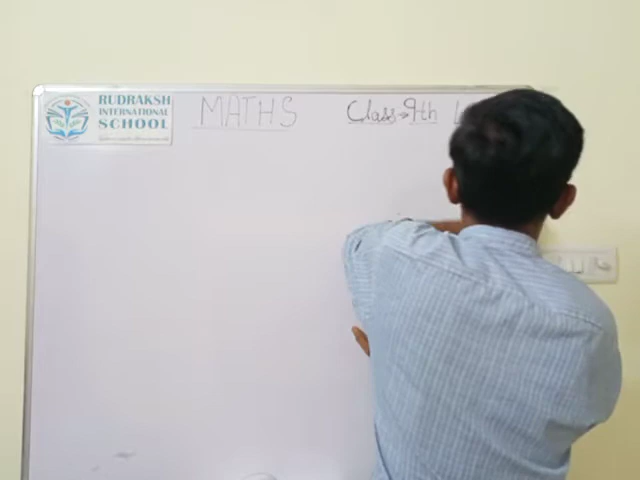 RUDRAKSH
INTERNATIONAL
SCHOOL
MATHS
Class→9th L